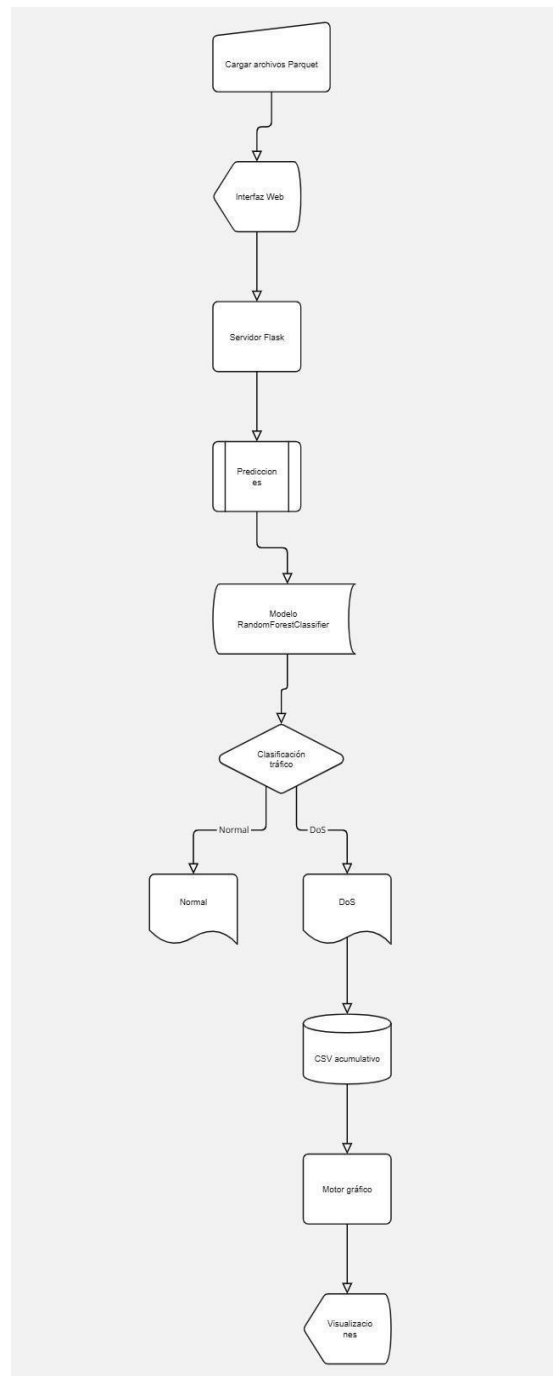 Cargar archivos Parquet
Interfaz Web
Servidor Flask
Prediccion
es
Modelo
RandomForestClassifier
Clasificación
tráfico
Normal
DoS
Normal
DoS
CSV acumulativo
Motor gráfico
Visualizacio
nes